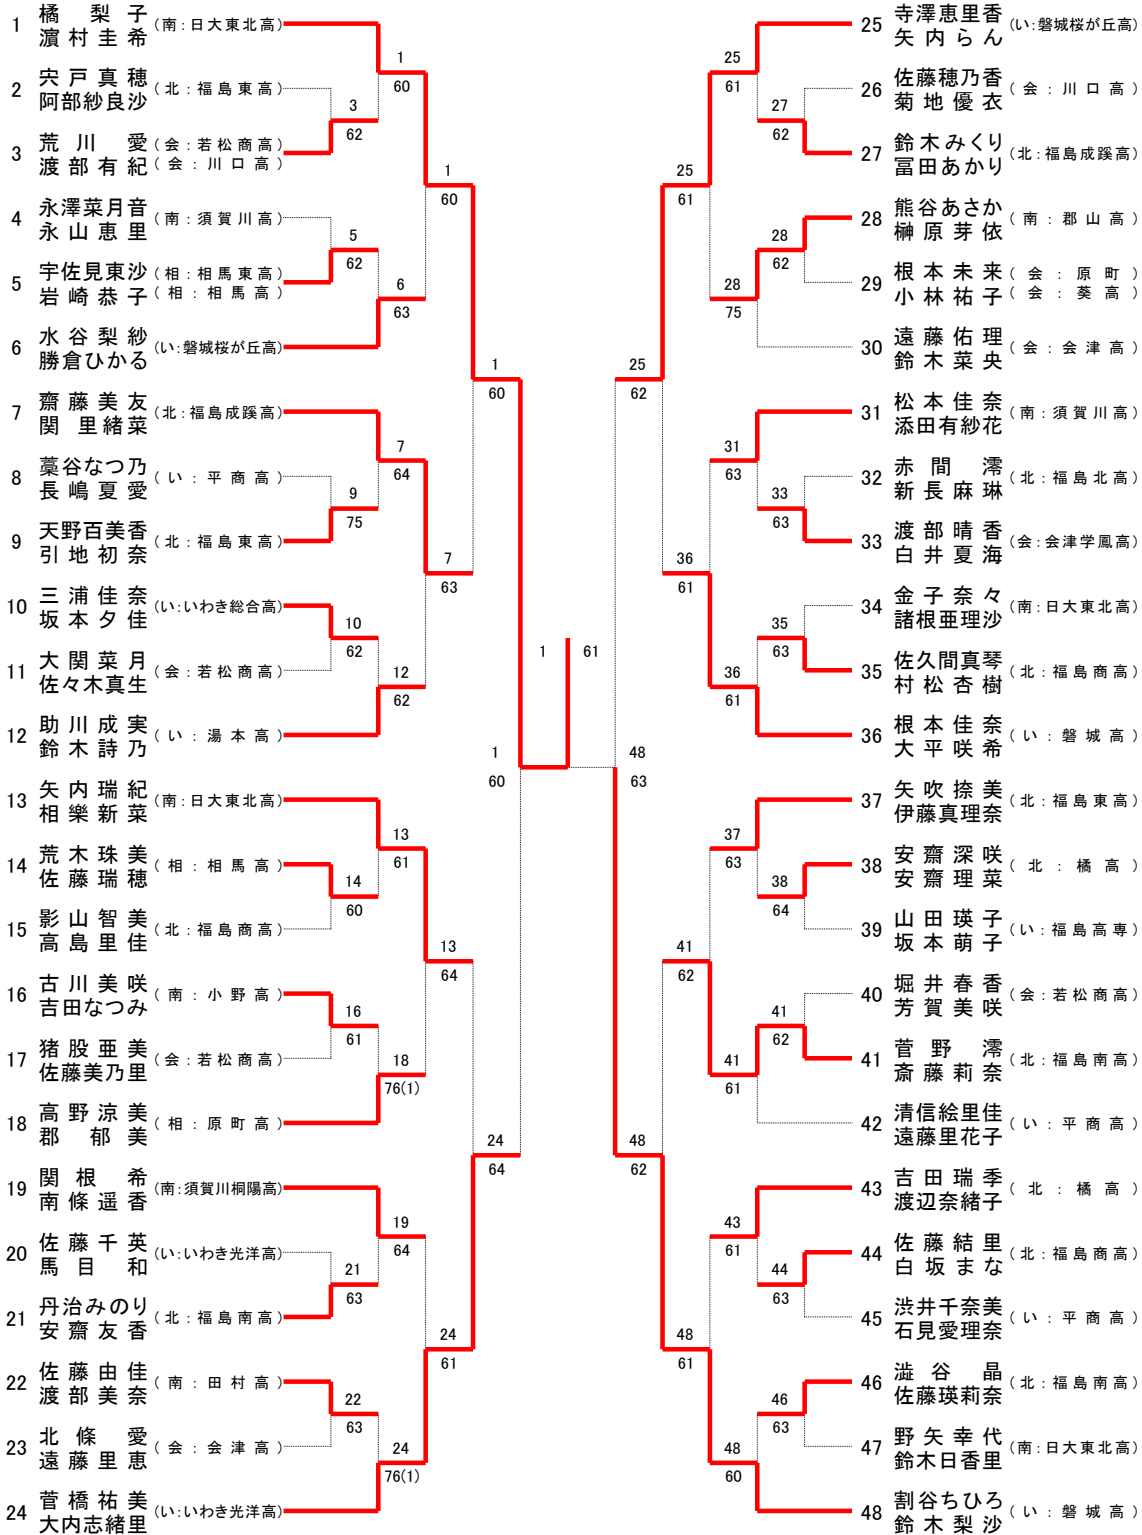 1 橘 梨 子 (南：日大東北高)
濵 村 圭 希
2 宍 戸 真 穂 (北：福島東高)
阿部紗良沙
3 荒 川 愛 (会：若松商高)
渡 部 有 紀 (会：川口高)
4 永澤菜月音 (南：須賀川高)
永 山 恵 里
5 宇佐見東沙 (相：相馬東高)
岩 崎 恭 子 (相：相馬高)
6 水 谷 梨 紗 (い：磐城桜が丘高)
勝倉ひかる
7 齋 藤 美 友 (北：福島成蹊高)
関 里緒菜
8 藁谷なつ乃 (い：平商高)
長 嶋 夏 愛
9 天野百美香 (北：福島東高)
引 地 初 奈
10 三 浦 佳 奈 (い：いわき総合高)
坂 本 夕 佳
11 大 関 菜 月 (会：若松商高)
佐々木真生
12 助 川 成 実 (い：湯本高)
鈴 木 詩 乃
13 矢 内 瑞 紀 (南：日大東北高)
相 樂 新 菜
14 荒 木 珠 美 (相：相馬高)
佐 藤 瑞 穂
15 影 山 智 美 (北：福島商高)
高 島 里 佳
16 古 川 美 咲 (南：小野高)
吉田なつみ
17 猪 股 亜 美 (会：若松商高)
佐藤美乃里
18 高 野 涼 美 (相：原町高)
郡 郁 美
19 関 根 希 (南：須賀川桐陽高)
南 條 遥 香
20 佐 藤 千 英 (い：いわき光洋高)
馬 目 和
21 丹治みのり (北：福島南高)
安 齋 友 香
22 佐 藤 由 佳 (南：田村高)
渡 部 美 奈
23 北 條 愛 (会：会津高)
遠 藤 里 恵
24 菅 橋 祐 美 (い：いわき光洋高)
大内志緒里
3
62
5
62
9
75
10
62
14
60
16
61
21
63
22
63
1
60
6
63
7
64
12
62
13
61
18
76(1)
19
64
24
76(1)
1
60
7
63
13
64
24
61
1
60
24
64
1
60
1 61
48
63
25
62
48
62
25
61
36
61
41
62
48
61
25
61
28
75
31
63
36
61
37
63
41
61
43
61
48
60
27
62
28
62
33
63
35
63
38
64
41
62
44
63
46
63
25 寺澤恵里香 (い：磐城桜が丘高)
矢 内 ら ん
26 佐藤穂乃香 (会：川口高)
菊 地 優 衣
27 鈴木みくり (北：福島成蹊高)
冨田あかり
28 熊谷あさか (南：郡山高)
榊 原 芽 依
29 根 本 未 来 (会：原町)
小 林 祐 子 (会：葵高)
30 遠 藤 佑 理 (会：会津高)
鈴 木 菜 央
31 松 本 佳 奈 (南：須賀川高)
添田有紗花
32 赤 間 澪 (北：福島北高)
新 長 麻 琳
33 渡 部 晴 香 (会：会津学鳳高)
白 井 夏 海
34 金 子 奈 々 (南：日大東北高)
諸根亜理沙
35 佐久間真琴 (北：福島商高)
村 松 杏 樹
36 根 本 佳 奈 (い：磐城高)
大 平 咲 希
37 矢 吹 捺 美 (北：福島東高)
伊藤真理奈
38 安 齋 深 咲 (北：橘高)
安 齋 理 菜
39 山 田 瑛 子 (い：福島高専)
坂 本 萌 子
40 堀 井 春 香 (会：若松商高)
芳 賀 美 咲
41 菅 野 澪 (北：福島南高)
斎 藤 莉 奈
42 清信絵里佳 (い：平商高)
遠藤里花子
43 吉 田 瑞 季 (北：橘高)
渡辺奈緒子
44 佐 藤 結 里 (北：福島商高)
白 坂 ま な
45 渋井千奈美 (い：平商高)
石見愛理奈
46 澁 谷 晶 (北：福島南高)
佐藤瑛莉奈
47 野 矢 幸 代 (南：日大東北高)
鈴木日香里
48 割谷ちひろ (い：磐城高)
鈴 木 梨 沙